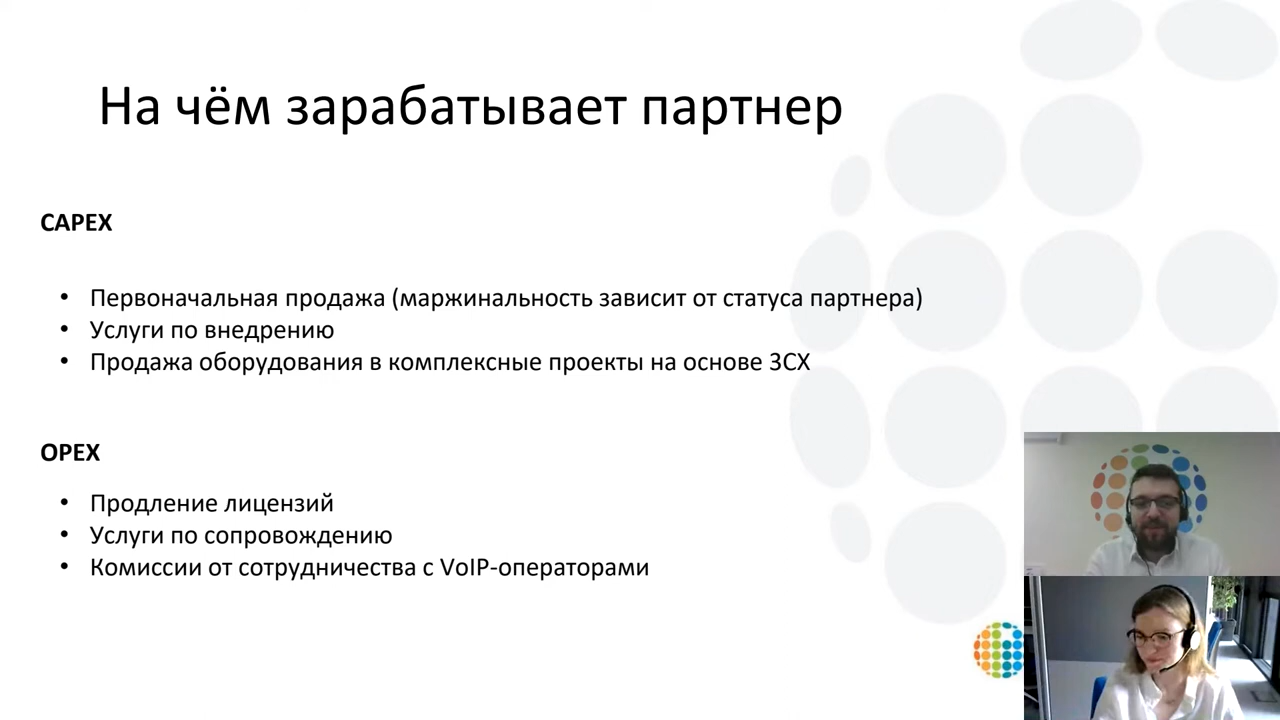 На чём зарабатывает партнер
CAPEX
• Первоначальная продажа (маржинальность зависит от статуса партнера)
• Услуги по внедрению
• Продажа оборудования в комплексные проекты на основе 3CX
OPEX
• Продление лицензий
• Услуги по сопровождению
• Комиссии от сотрудничества с VoIP-операторами